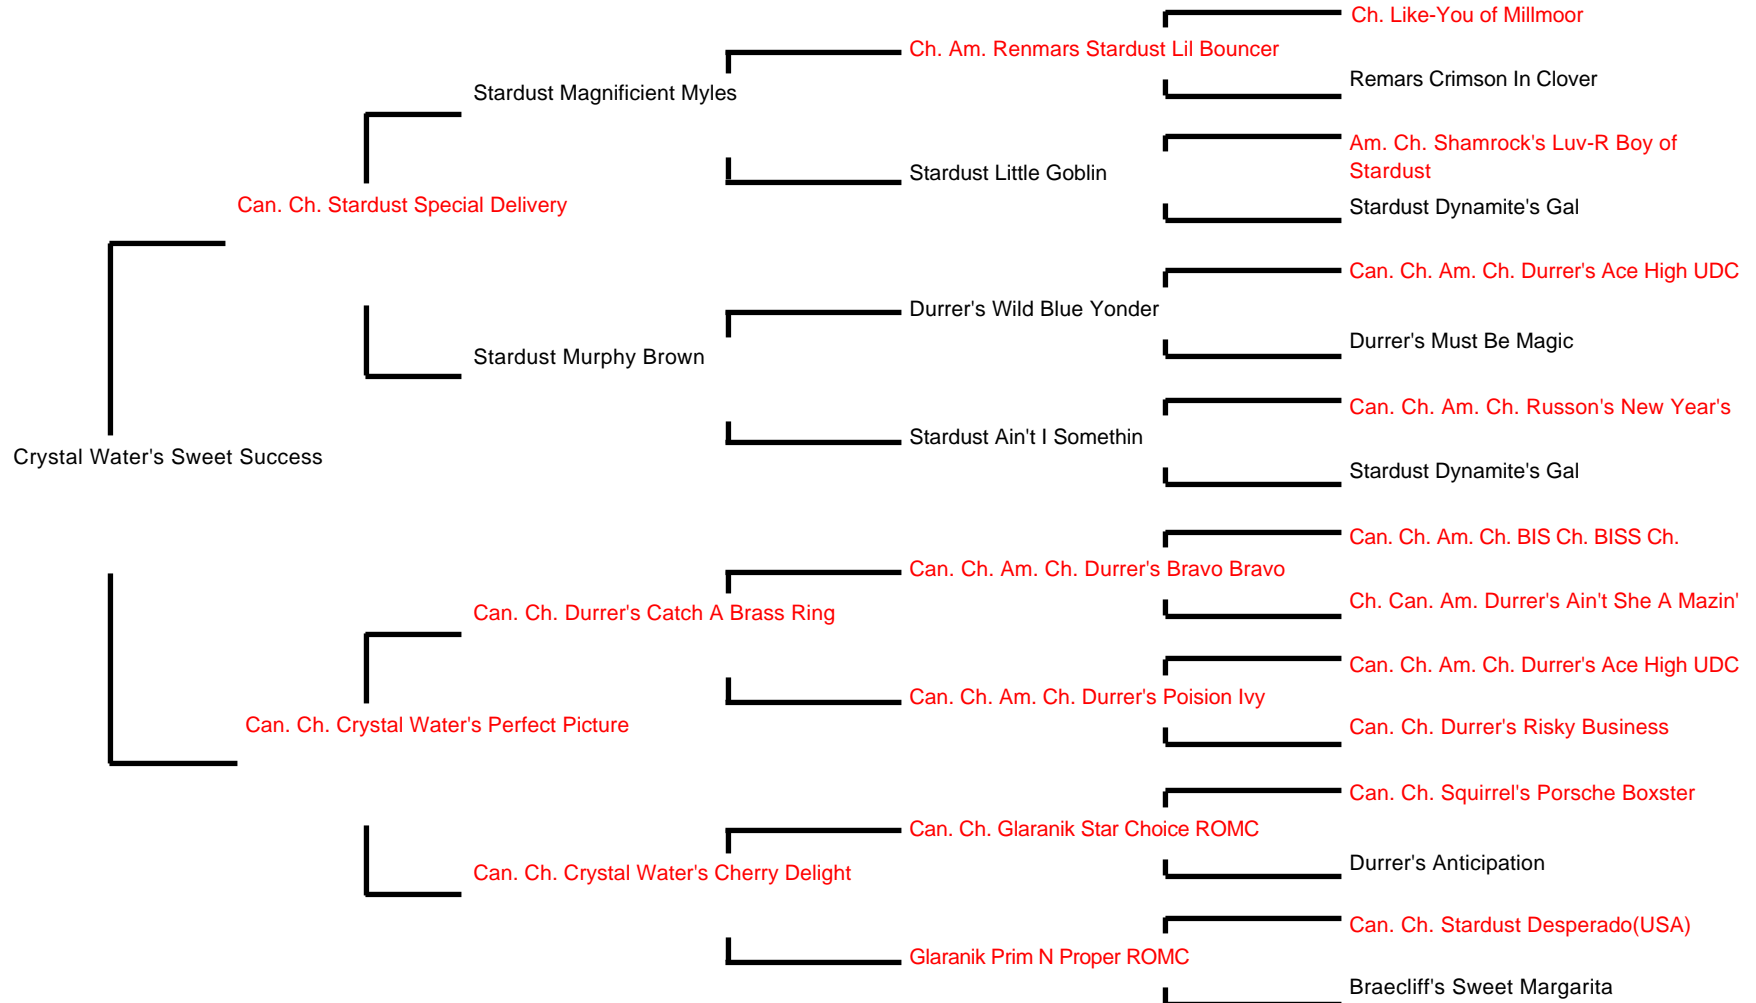 Ch. Like-You of Millmoor
Ch. Am. Renmars Stardust Lil Bouncer
Remars Crimson In Clover
Stardust Magnificient Myles
Am. Ch. Shamrock's Luv-R Boy of
Stardust
Stardust Little Goblin
Can. Ch. Stardust Special Delivery
Stardust Dynamite's Gal
Can. Ch. Am. Ch. Durrer's Ace High UDC
Durrer's Wild Blue Yonder
Durrer's Must Be Magic
Stardust Murphy Brown
Can. Ch. Am. Ch. Russon's New Year's
Stardust Ain't I Somethin
Crystal Water's Sweet Success
Stardust Dynamite's Gal
Can. Ch. Am. Ch. BIS Ch. BISS Ch.
Can. Ch. Am. Ch. Durrer's Bravo Bravo
Ch. Can. Am. Durrer's Ain't She A Mazin'
Can. Ch. Durrer's Catch A Brass Ring
Can. Ch. Am. Ch. Durrer's Ace High UDC
Can. Ch. Am. Ch. Durrer's Poision Ivy
Can. Ch. Crystal Water's Perfect Picture
Can. Ch. Durrer's Risky Business
Can. Ch. Squirrel's Porsche Boxster
Can. Ch. Glaranik Star Choice ROMC
Durrer's Anticipation
Can. Ch. Crystal Water's Cherry Delight
Can. Ch. Stardust Desperado(USA)
Glaranik Prim N Proper ROMC
Braecliff's Sweet Margarita